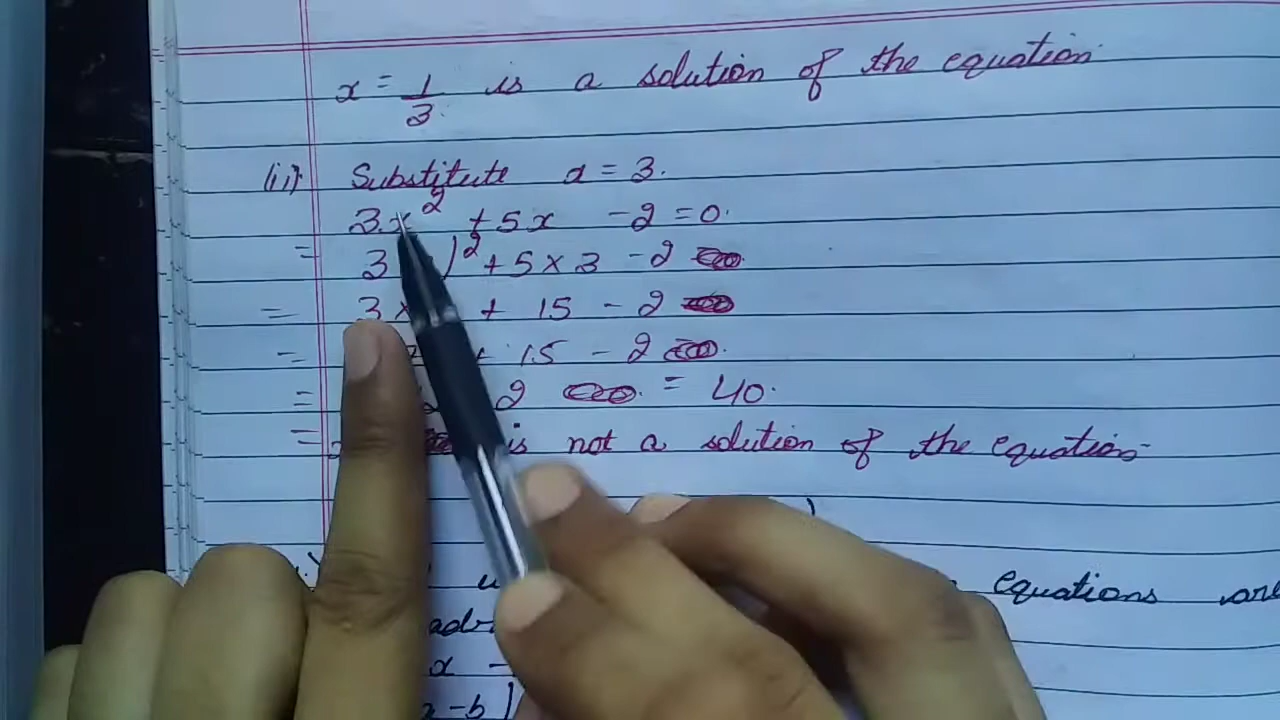 x = 1/3 is a solution of the equation
(ii) Substitute x = 3.
3x² + 5x - 2 = 0.
= 3 )² + 5 × 3 - 2
= 3 × + 15 - 2
= + 15 - 2
= 2 = 40.
= is not a solution of the equation
equations are
x -
- b)